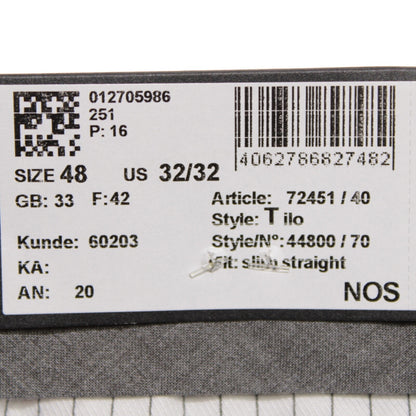 012705986
251
P: 16
4062786827482
SIZE 48 US 32/32
GB: 33 F: 42
Article: 72451 / 40
Style: Tilo
Kunde: 60203
Style/N°: 44800 / 70
KA:
Fit: slim straight
AN: 20
NOS